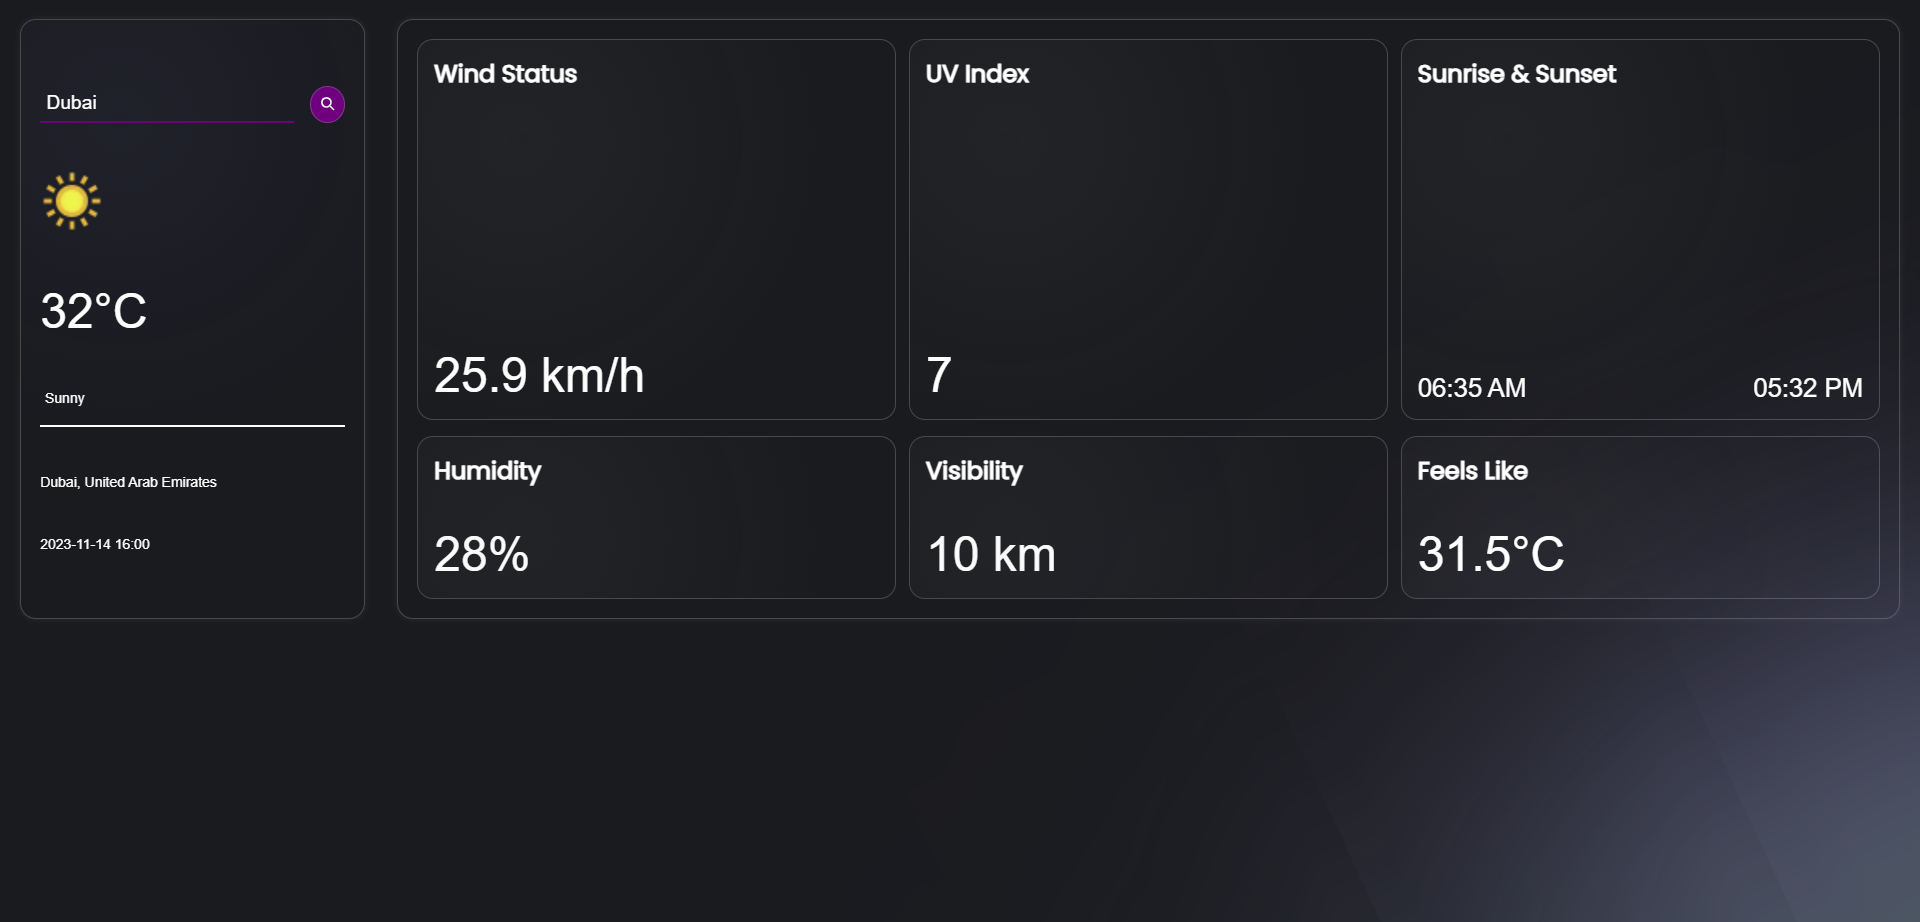 Dubai
32°C
Sunny
Dubai, United Arab Emirates
2023-11-14 16:00
Wind Status
25.9 km/h
UV Index
7
Sunrise & Sunset
06:35 AM 05:32 PM
Humidity
28%
Visibility
10 km
Feels Like
31.5°C